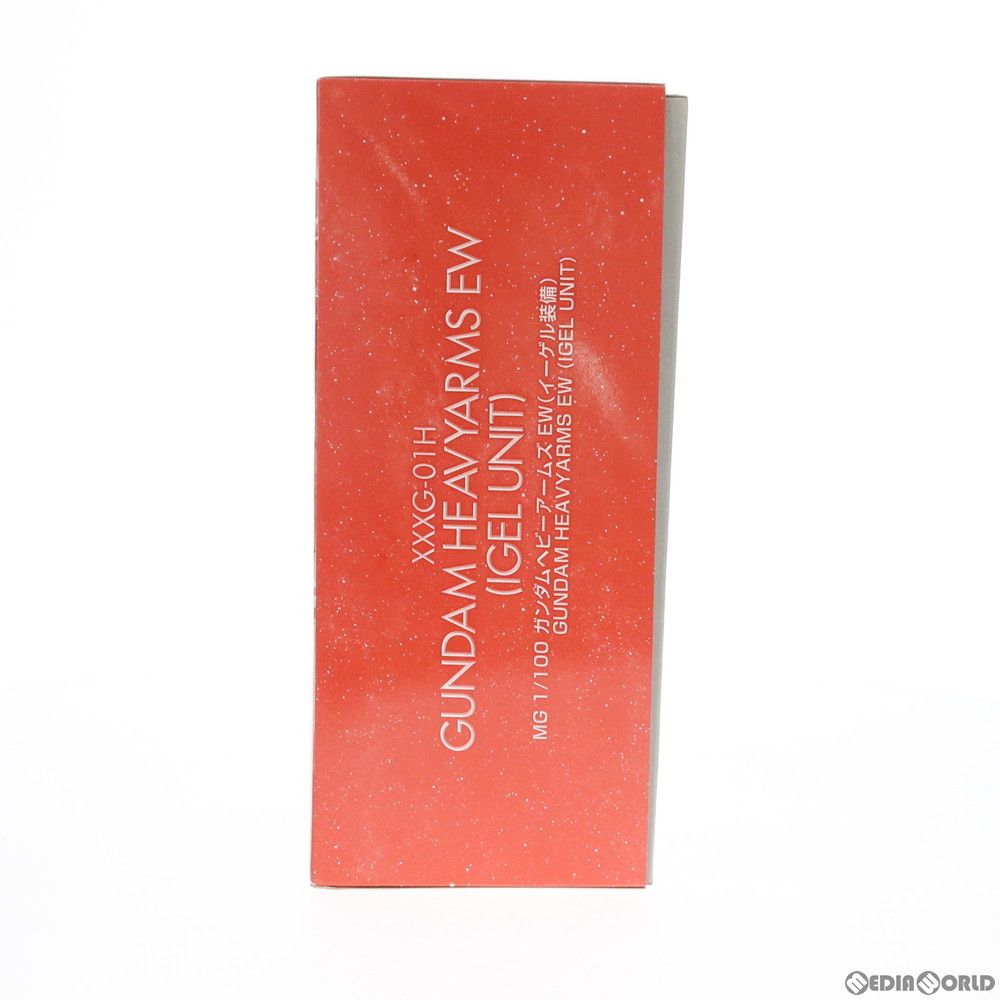 XXXG-01H
GUNDAM HEAVYARMS EW
(IGEL UNIT)
MG 1/100 ガンダムヘビーアームズ EW(イーゲル装備)
GUNDAM HEAVYARMS EW (IGEL UNIT)
MEDIAWORLD